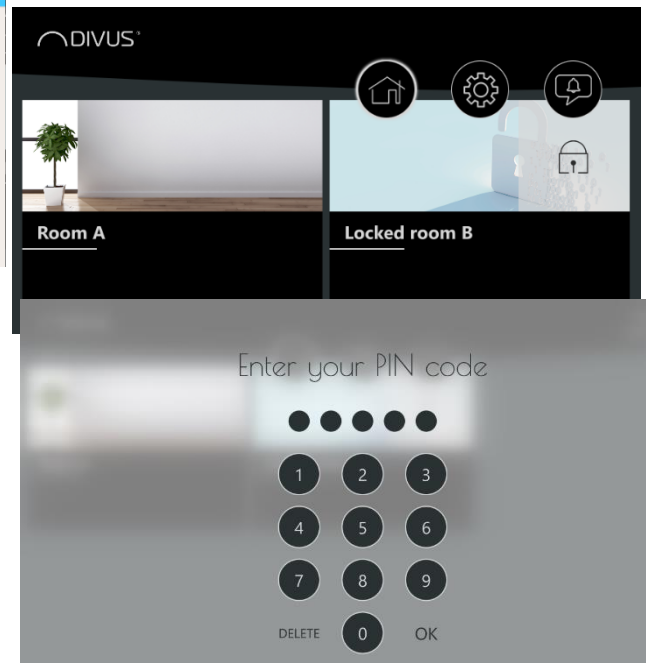 DIVUS®
Room A
Locked room B
Enter your PIN code
1 2 3
4 5 6
7 8 9
DELETE 0 OK